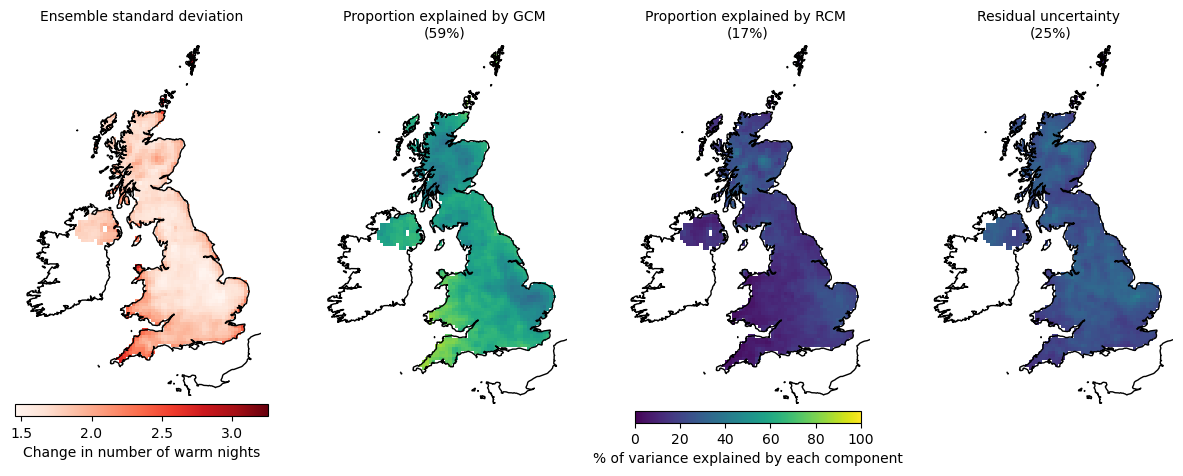 Ensemble standard deviation
Proportion explained by GCM
(59%)
Proportion explained by RCM
(17%)
Residual uncertainty
(25%)
1.5 2.0 2.5 3.0
Change in number of warm nights
0 20 40 60 80 100
% of variance explained by each component